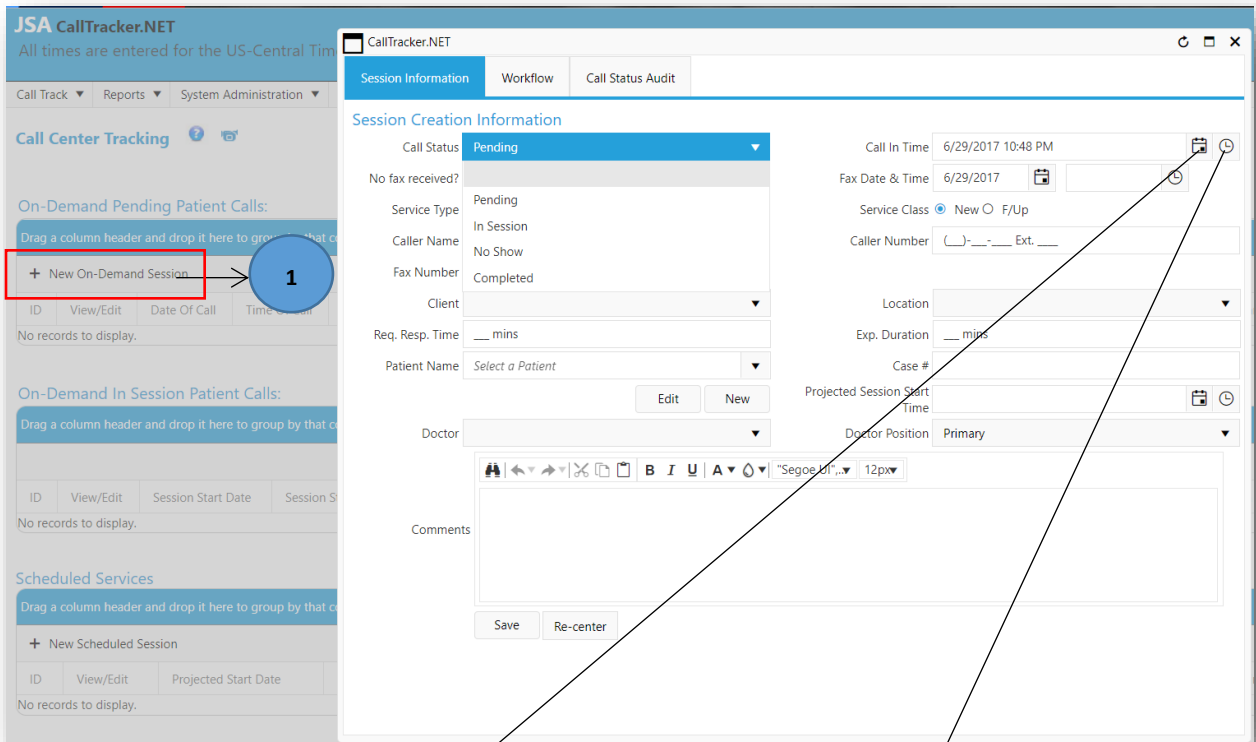 JSA CallTracker.NET
All times are entered for the US-Central Tim
Call Track ▼ Reports ▼ System Administration ▼
Call Center Tracking
On-Demand Pending Patient Calls:
Drag a column header and drop it here to group by that co
+ New On-Demand Session
1
ID View/Edit Date Of Call Time Of Call
No records to display.
On-Demand In Session Patient Calls:
Drag a column header and drop it here to group by that co
ID View/Edit Session Start Date Session St
No records to display.
Scheduled Services
Drag a column header and drop it here to group by that co
+ New Scheduled Session
ID View/Edit Projected Start Date
No records to display.
CallTracker.NET
Session Information Workflow Call Status Audit
Session Creation Information
Call Status Pending
Call In Time 6/29/2017 10:48 PM
No fax received?
Fax Date & Time 6/29/2017
Pending
Service Type
Service Class New F/Up
In Session
Caller Name
Caller Number (__)-__-____ Ext. ___
No Show
Fax Number
Completed
Client
Location
Req. Resp. Time ___ mins
Exp. Duration ___ mins
Patient Name Select a Patient
Case #
Edit New
Projected Session Start
Time
Doctor
Doctor Position Primary
B I U A "Segoe UI",... 12px
Comments
Save Re-center